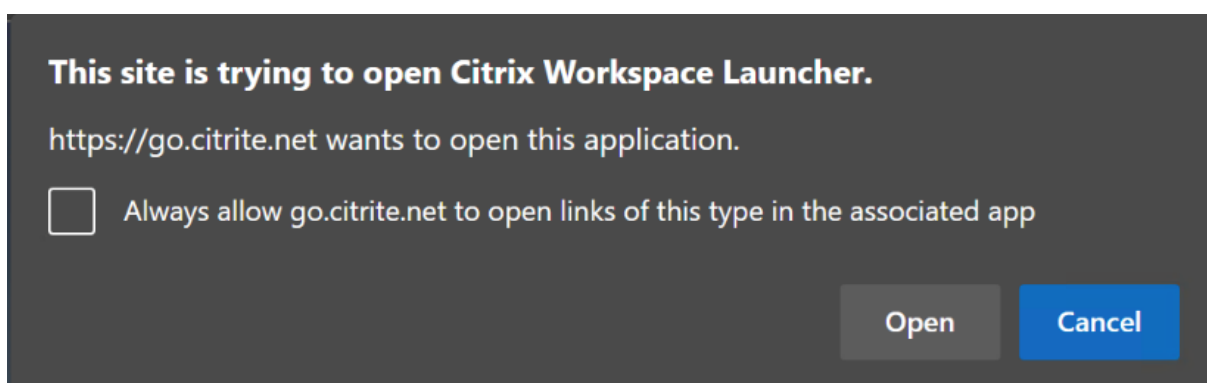 This site is trying to open Citrix Workspace Launcher.
https://go.citrite.net wants to open this application.
Always allow go.citrite.net to open links of this type in the associated app
Open
Cancel